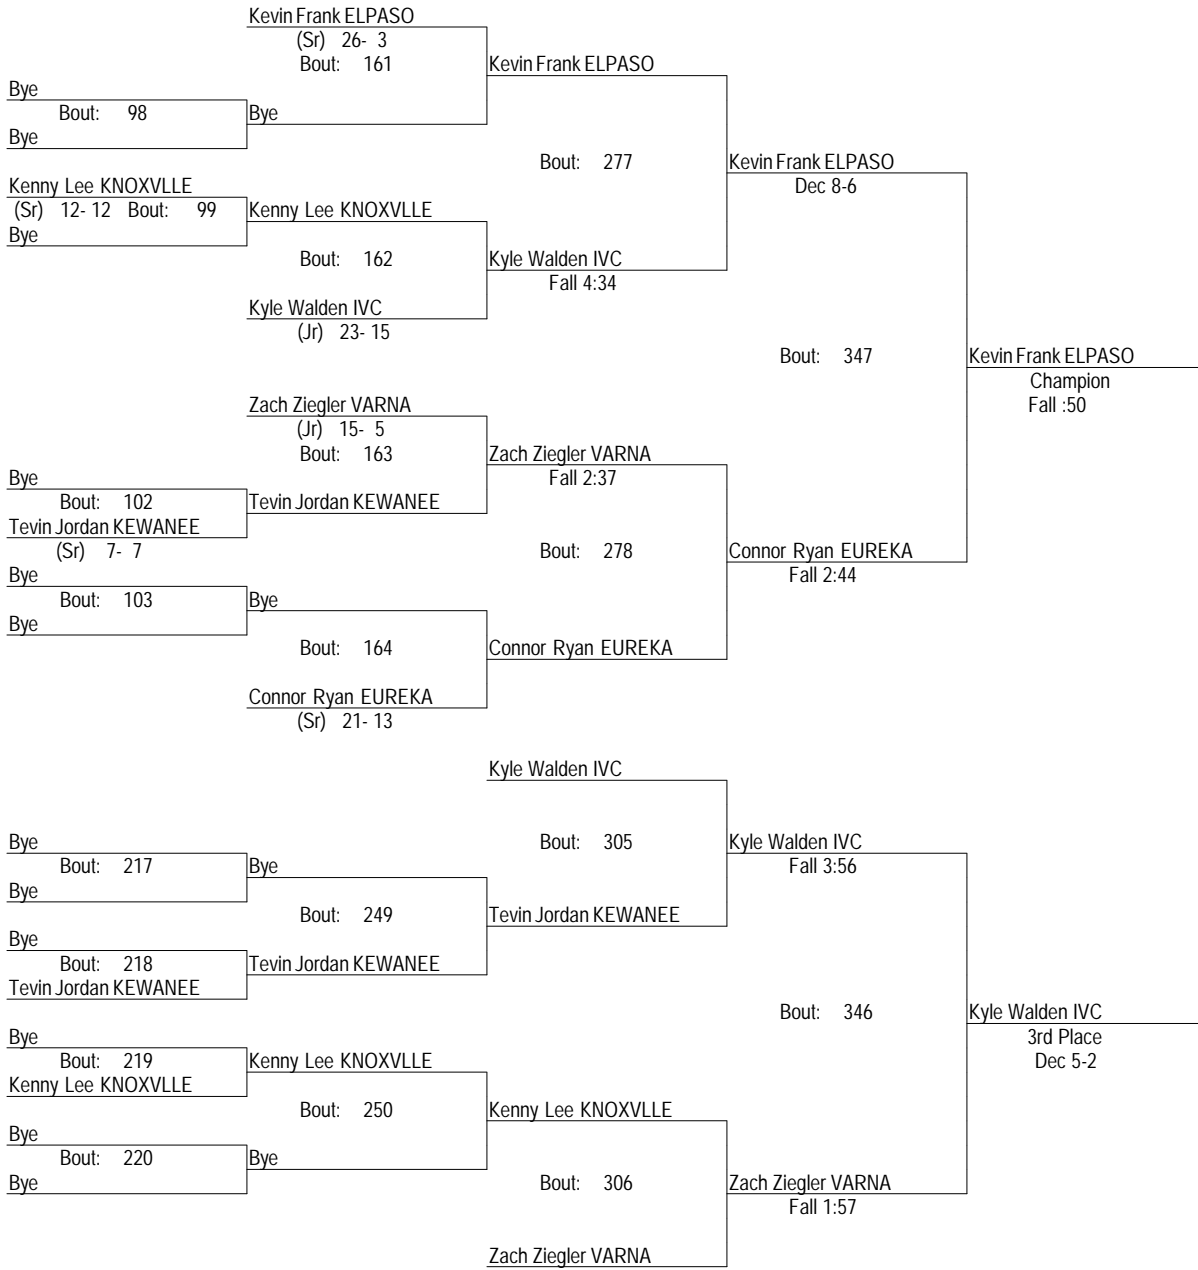 Kevin Frank ELPASO
(Sr) 26- 3
Bout: 161
Kevin Frank ELPASO
Bye
Bout: 98
Bye
Bye
Bout: 277
Kevin Frank ELPASO
Dec 8-6
Kenny Lee KNOXVLLE
(Sr) 12- 12 Bout: 99
Kenny Lee KNOXVLLE
Bye
Bout: 162
Kyle Walden IVC
Fall 4:34
Kyle Walden IVC
(Jr) 23- 15
Bout: 347
Kevin Frank ELPASO
Champion
Fall :50
Zach Ziegler VARNA
(Jr) 15- 5
Bout: 163
Zach Ziegler VARNA
Fall 2:37
Bye
Bout: 102
Tevin Jordan KEWANEE
Tevin Jordan KEWANEE
(Sr) 7- 7
Bout: 278
Connor Ryan EUREKA
Fall 2:44
Bye
Bout: 103
Bye
Bye
Bout: 164
Connor Ryan EUREKA
Connor Ryan EUREKA
(Sr) 21- 13
Kyle Walden IVC
Bout: 305
Kyle Walden IVC
Fall 3:56
Bye
Bout: 217
Bye
Bye
Bout: 249
Tevin Jordan KEWANEE
Bye
Bout: 218
Tevin Jordan KEWANEE
Tevin Jordan KEWANEE
Bout: 346
Kyle Walden IVC
3rd Place
Dec 5-2
Bye
Bout: 219
Kenny Lee KNOXVLLE
Kenny Lee KNOXVLLE
Bout: 250
Kenny Lee KNOXVLLE
Bye
Bout: 220
Bye
Bye
Bout: 306
Zach Ziegler VARNA
Fall 1:57
Zach Ziegler VARNA